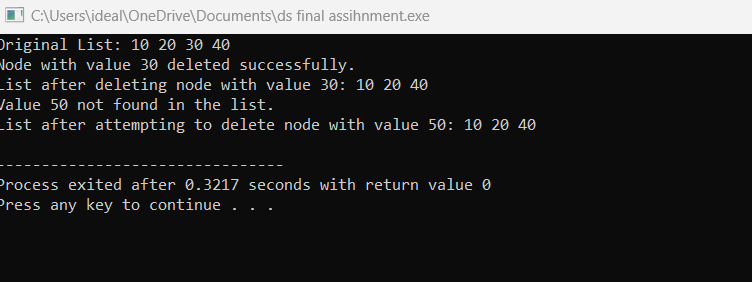 C:\Users\ideal\OneDrive\Documents\ds final assihnment.exe
Original List: 10 20 30 40
Node with value 30 deleted successfully.
List after deleting node with value 30: 10 20 40
Value 50 not found in the list.
List after attempting to delete node with value 50: 10 20 40
--------------------------------
Process exited after 0.3217 seconds with return value 0
Press any key to continue . . .